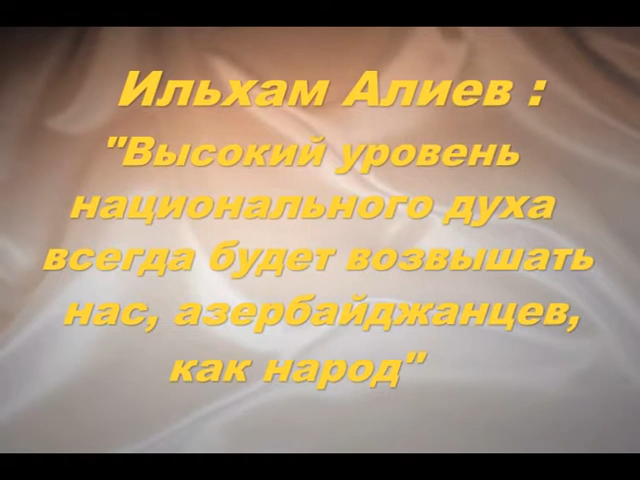 Ильхам Алиев :
"Высокий уровень
национального духа
всегда будет возвышать
нас, азербайджанцев,
как народ"